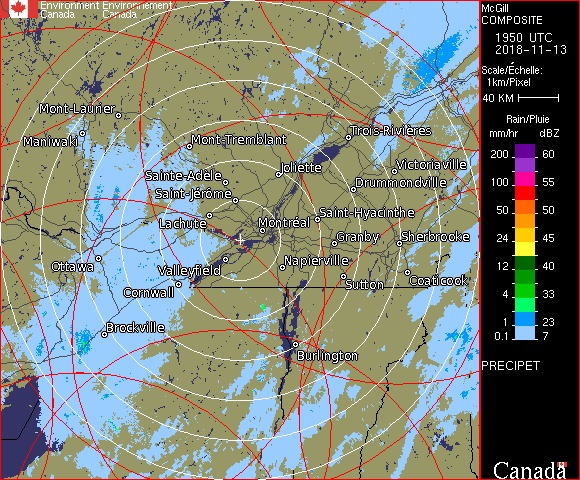 Environment Environnement
Canada Canada
McGill
COMPOSITE
1950 UTC
2018-11-13
Scale/Échelle:
1km/Pixel
40 KM
Rain/Pluie
mm/hr dBZ
200 60
100 55
50 50
24 45
12 40
4 33
1 23
0.1 7
PRECIPET
Mont-Laurier
Maniwaki
Mont-Tremblant
Trois-Rivières
Sainte-Adèle
Joliette
Victoriaville
Saint-Jérôme
Drummondville
Lachute
Montréal
Saint-Hyacinthe
Granby
Sherbrooke
Ottawa
Valleyfield
Napierville
Cornwall
Sutton
Coaticook
Brockville
Burlington
Canada